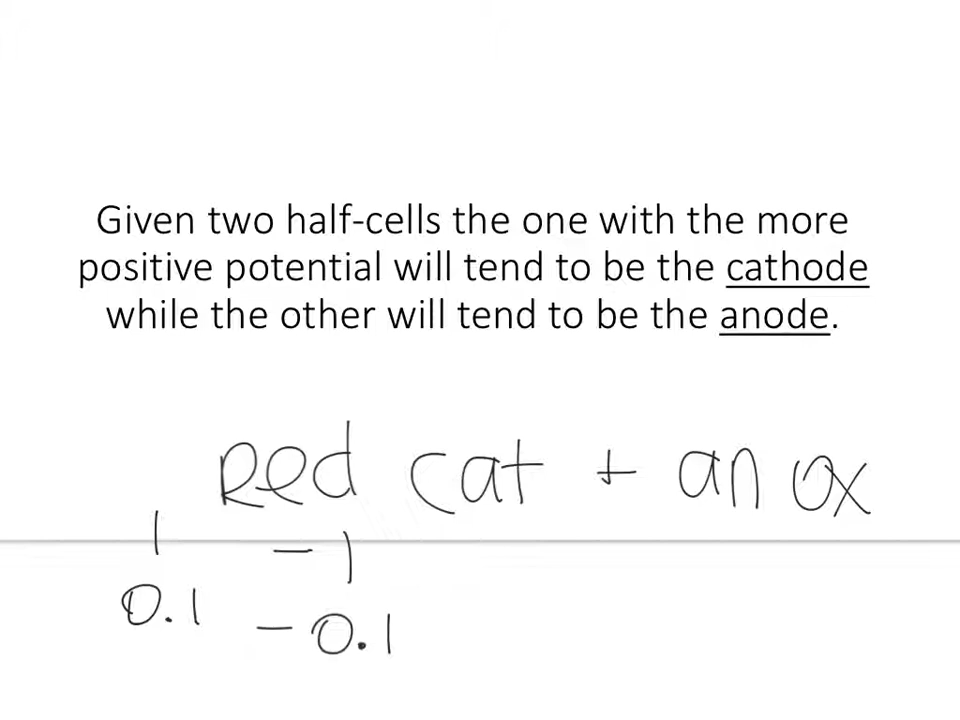 Given two half-cells the one with the more
positive potential will tend to be the cathode
while the other will tend to be the anode.
Red cat + an ox
1 -1
0.1 -0.1